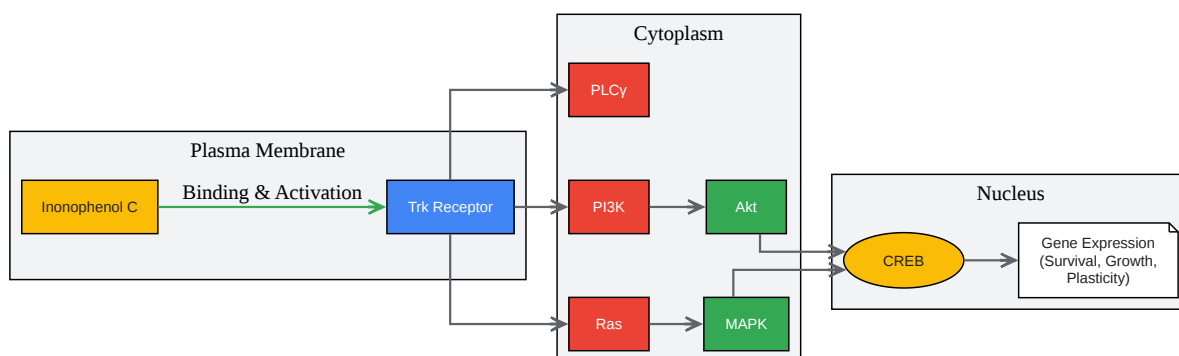 Cytoplasm
PLCγ
Plasma Membrane
Binding & Activation
Inonophenol C
Trk Receptor
PI3K
Akt
Nucleus
CREB
Gene Expression
(Survival, Growth,
Plasticity)
Ras
MAPK